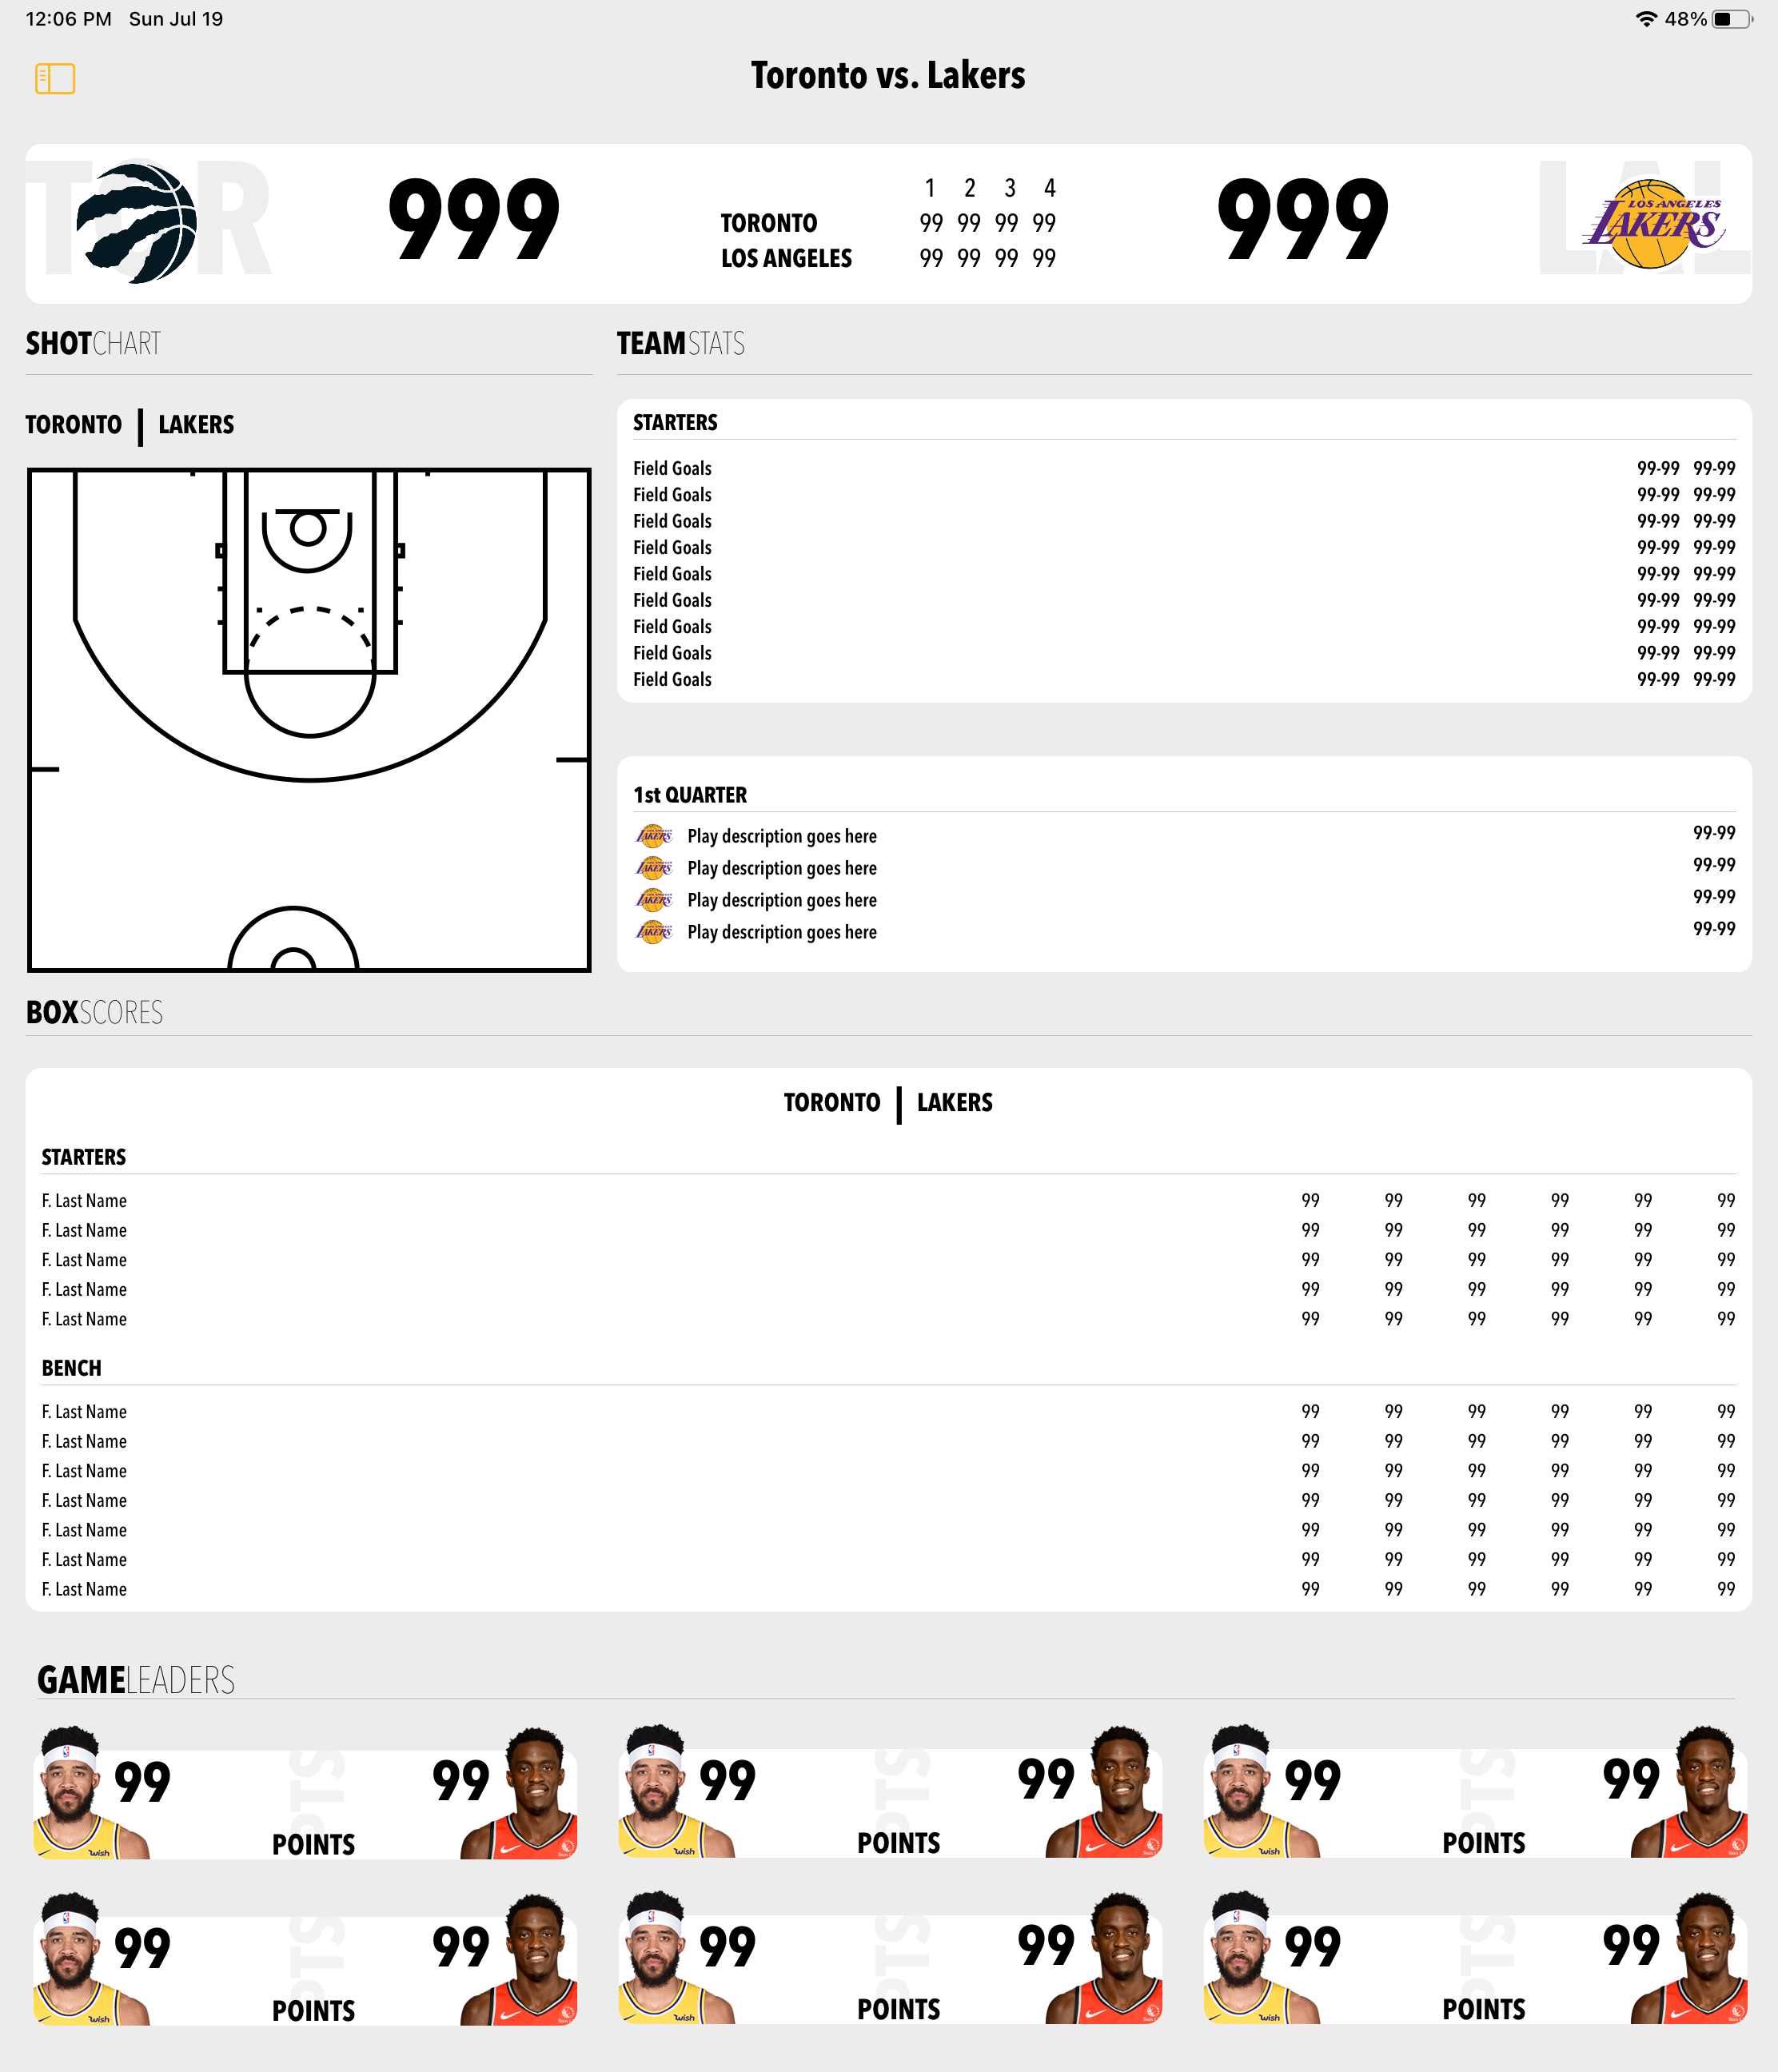 12:06 PM Sun Jul 19 48%
Toronto vs. Lakers
TOR 999 999 LAL
LOS ANGELES
LAKERS
1 2 3 4
TORONTO 99 99 99 99
LOS ANGELES 99 99 99 99
SHOTCHART
TORONTO | LAKERS
TEAMSTATS
STARTERS
Field Goals 99-99 99-99
Field Goals 99-99 99-99
Field Goals 99-99 99-99
Field Goals 99-99 99-99
Field Goals 99-99 99-99
Field Goals 99-99 99-99
Field Goals 99-99 99-99
Field Goals 99-99 99-99
Field Goals 99-99 99-99
1st QUARTER
LAKERS Play description goes here 99-99
LAKERS Play description goes here 99-99
LAKERS Play description goes here 99-99
LAKERS Play description goes here 99-99
BOXSCORES
TORONTO | LAKERS
STARTERS
F. Last Name 99 99 99 99 99 99
F. Last Name 99 99 99 99 99 99
F. Last Name 99 99 99 99 99 99
F. Last Name 99 99 99 99 99 99
F. Last Name 99 99 99 99 99 99
BENCH
F. Last Name 99 99 99 99 99 99
F. Last Name 99 99 99 99 99 99
F. Last Name 99 99 99 99 99 99
F. Last Name 99 99 99 99 99 99
F. Last Name 99 99 99 99 99 99
F. Last Name 99 99 99 99 99 99
F. Last Name 99 99 99 99 99 99
GAMELEADERS
99 PTS 99 99 PTS 99 99 PTS 99
wish POINTS wish POINTS wish POINTS
99 PTS 99 99 PTS 99 99 PTS 99
wish POINTS wish POINTS wish POINTS